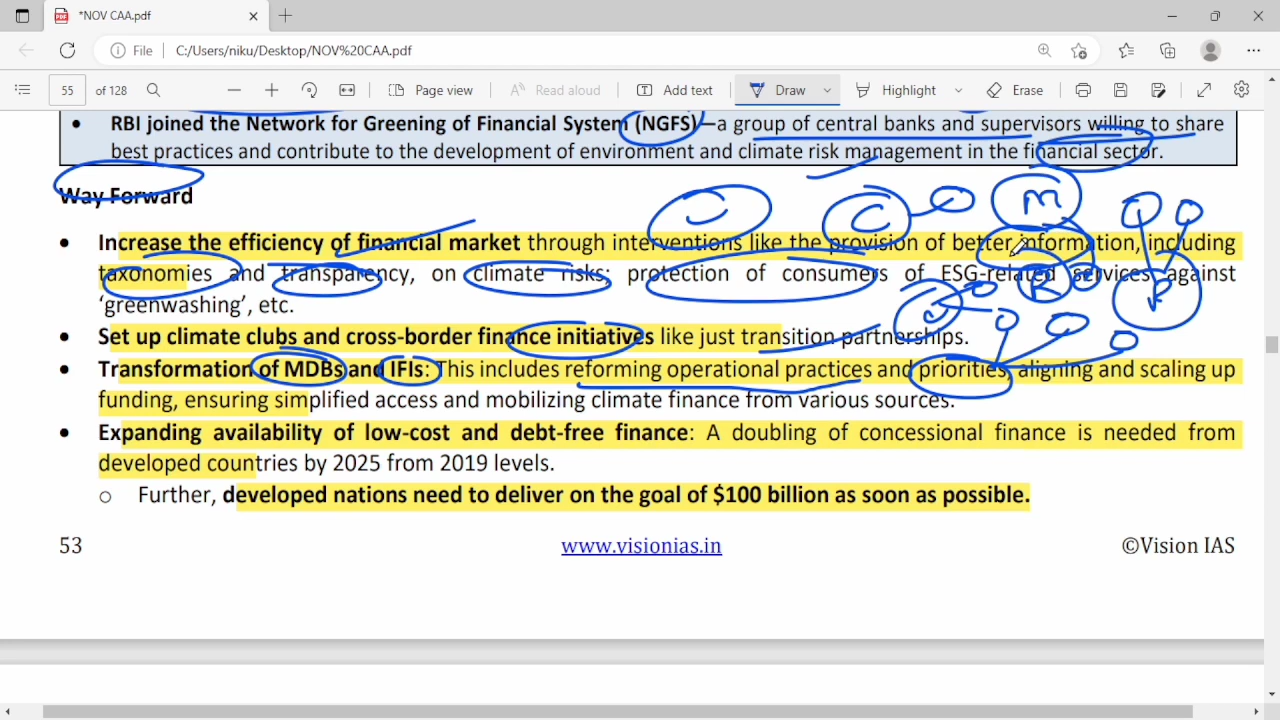 *NOV CAA.pdf
File
C:/Users/niku/Desktop/NOV%20CAA.pdf
55 of 128
Page view
Read aloud
Add text
Draw
Highlight
Erase
• RBI joined the Network for Greening of Financial System (NGFS)–a group of central banks and supervisors willing to share
best practices and contribute to the development of environment and climate risk management in the financial sector.
Way Forward
• Increase the efficiency of financial market through interventions like the provision of better information, including
taxonomies and transparency, on climate risks; protection of consumers of ESG-related services against
‘greenwashing’, etc.
• Set up climate clubs and cross-border finance initiatives like just transition partnerships.
• Transformation of MDBs and IFIs: This includes reforming operational practices and priorities, aligning and scaling up
funding, ensuring simplified access and mobilizing climate finance from various sources.
• Expanding availability of low-cost and debt-free finance: A doubling of concessional finance is needed from
developed countries by 2025 from 2019 levels.
o Further, developed nations need to deliver on the goal of $100 billion as soon as possible.
C
M
R
P
53
www.visionias.in
©Vision IAS